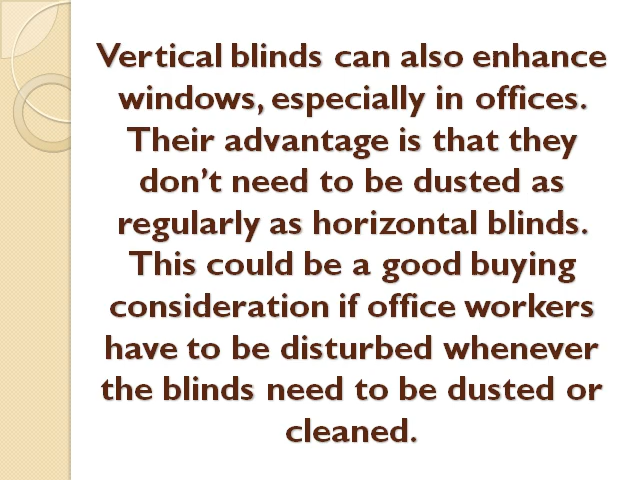 Vertical blinds can also enhance
windows, especially in offices.
Their advantage is that they
don’t need to be dusted as
regularly as horizontal blinds.
This could be a good buying
consideration if office workers
have to be disturbed whenever
the blinds need to be dusted or
cleaned.